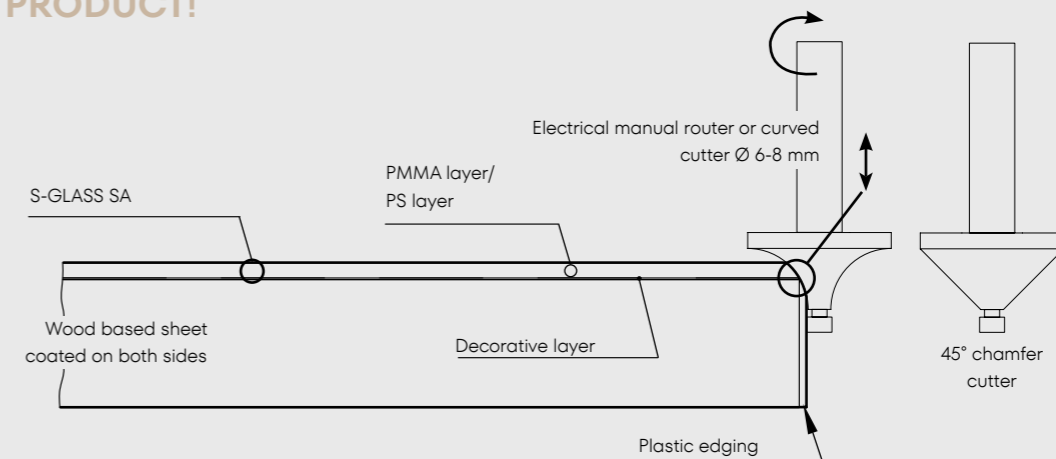 PRODUCT!
Electrical manual router or curved
cutter Ø 6-8 mm
PMMA layer/
PS layer
S-GLASS SA
Wood based sheet
coated on both sides
Decorative layer
45° chamfer
cutter
Plastic edging